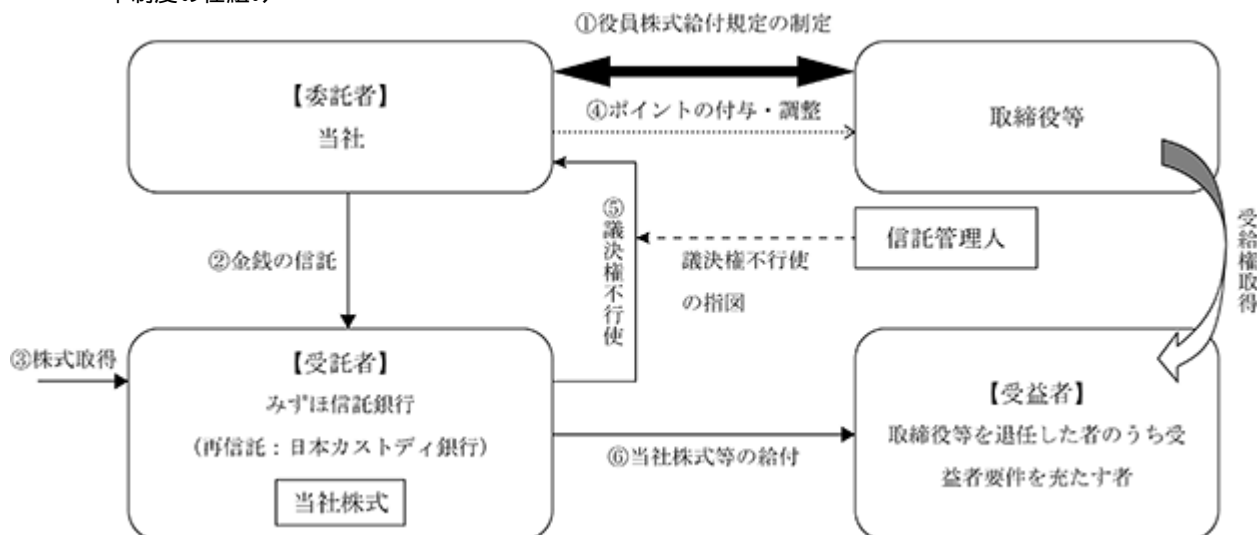 本制度の仕組み
①役員株式給付規定の制定
【委託者】
当社
④ポイントの付与・調整
取締役等
②金銭の信託
⑤議決権不行使
議決権不行使
の指図
信託管理人
受給権取得
③株式取得
【受託者】
みずほ信託銀行
(再信託：日本カストディ銀行)
当社株式
⑥当社株式等の給付
【受益者】
取締役等を退任した者のうち受
益者要件を充たす者